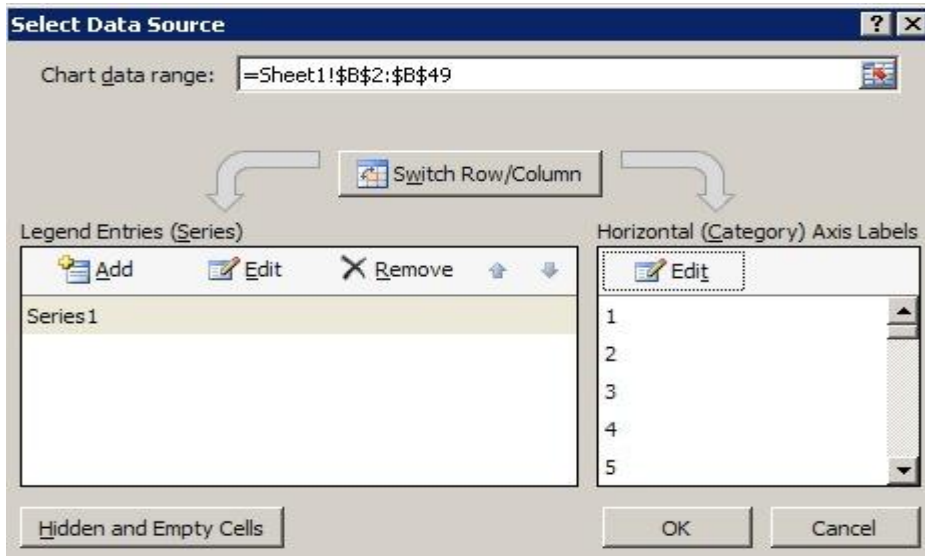 Select Data Source
Chart data range: =Sheet1!$B$2:$B$49
Switch Row/Column
Legend Entries (Series)
Add Edit Remove
Series1
Horizontal (Category) Axis Labels
Edit
1
2
3
4
5
Hidden and Empty Cells
OK Cancel